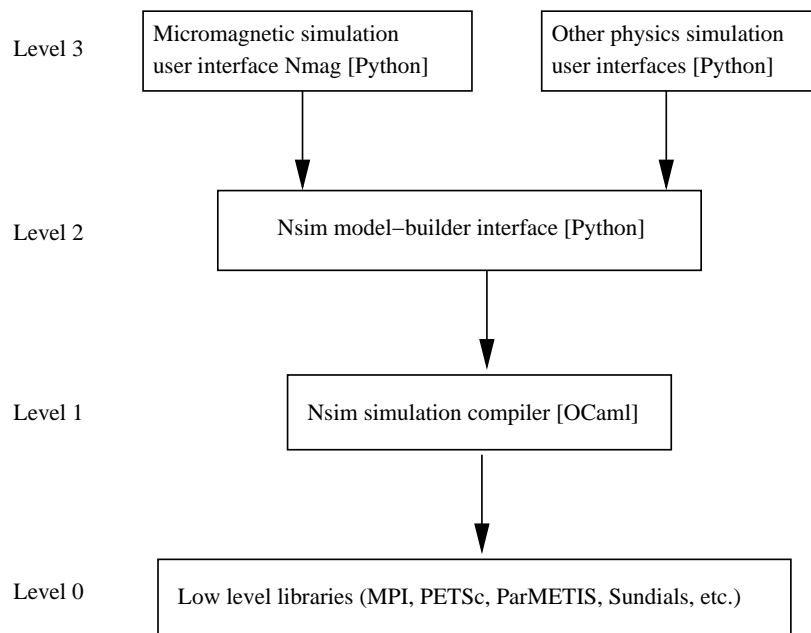 Level 3
Micromagnetic simulation
user interface Nmag [Python]
Other physics simulation
user interfaces [Python]
Level 2
Nsim model−builder interface [Python]
Level 1
Nsim simulation compiler [OCaml]
Level 0
Low level libraries (MPI, PETSc, ParMETIS, Sundials, etc.)